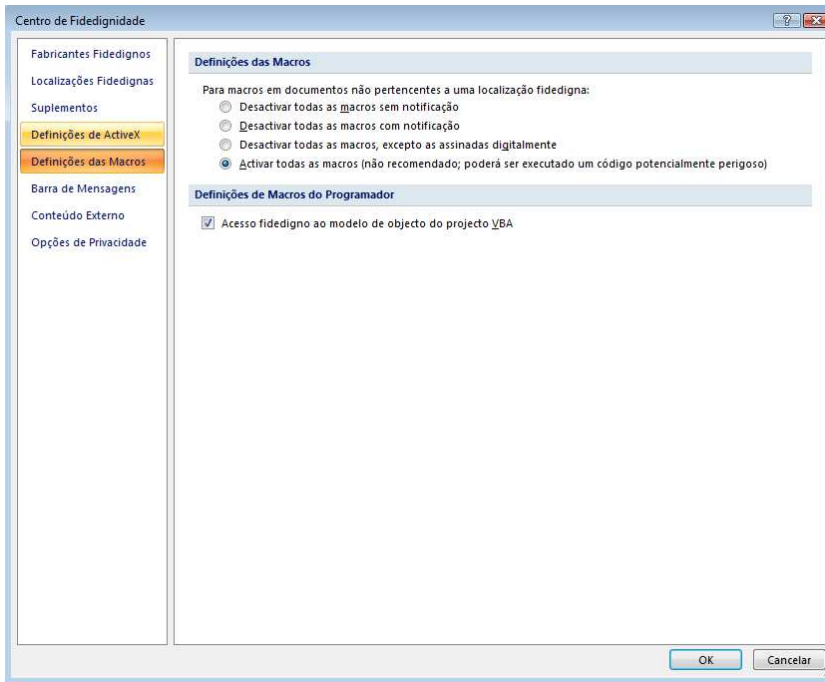 Centro de Fidedignidade
Fabricantes Fidedignos
Localizações Fidedignas
Suplementos
Definições de ActiveX
Definições das Macros
Barra de Mensagens
Conteúdo Externo
Opções de Privacidade
Definições das Macros
Para macros em documentos não pertencentes a uma localização fidedigna:
Desactivar todas as macros sem notificação
Desactivar todas as macros com notificação
Desactivar todas as macros, excepto as assinadas digitalmente
Activar todas as macros (não recomendado; poderá ser executado um código potencialmente perigoso)
Definições de Macros do Programador
Acesso fidedigno ao modelo de objecto do projecto VBA
OK
Cancelar